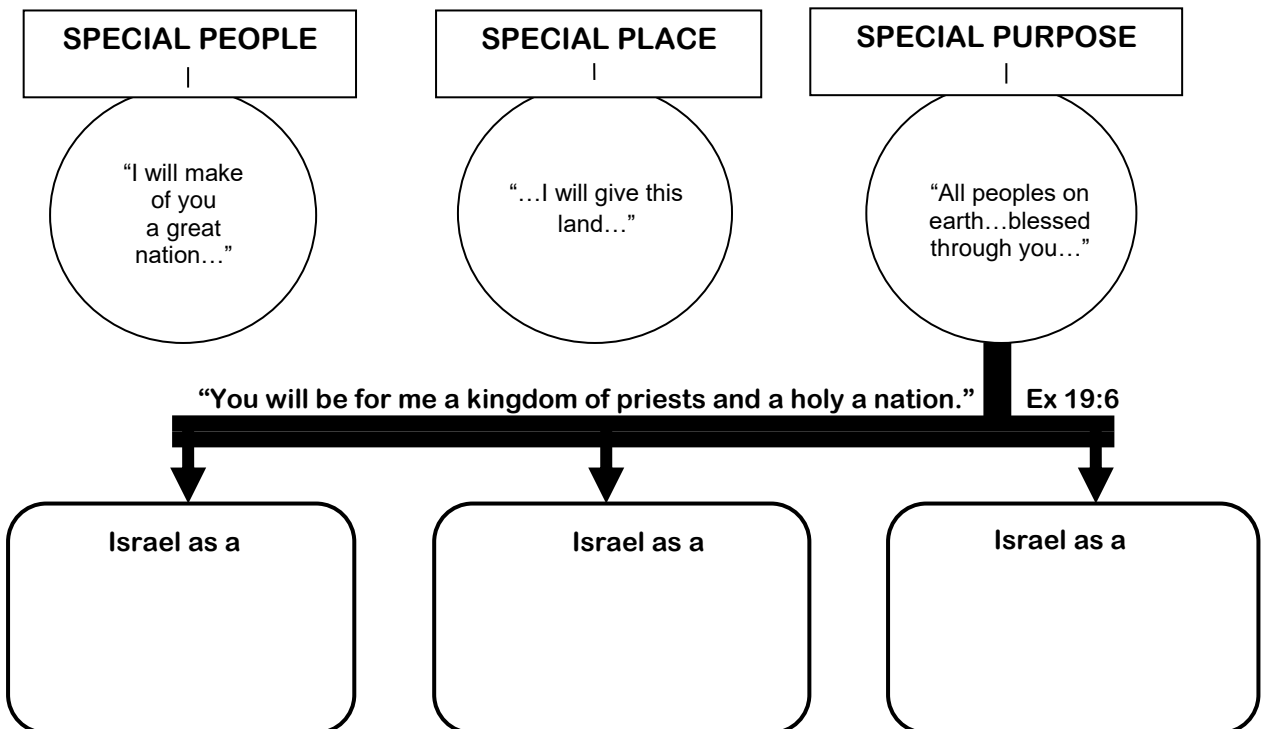 SPECIAL PEOPLE
|
SPECIAL PLACE
|
SPECIAL PURPOSE
|
“I will make
of you
a great
nation…”
“…I will give this
land…”
“All peoples on
earth…blessed
through you…”
“You will be for me a kingdom of priests and a holy a nation.” Ex 19:6
Israel as a
Israel as a
Israel as a